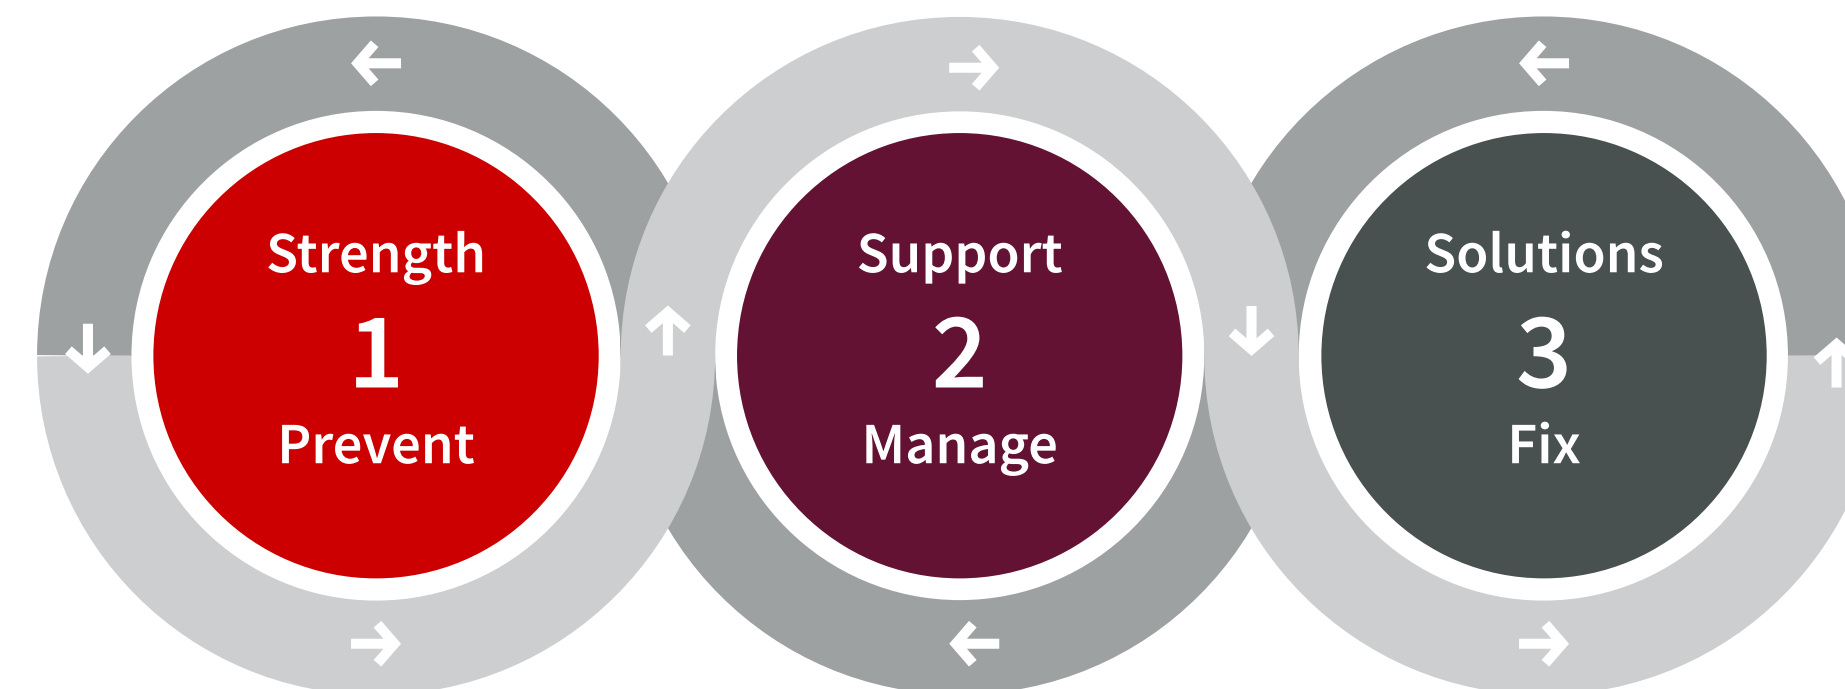 Strength
1
Prevent
Support
2
Manage
Solutions
3
Fix